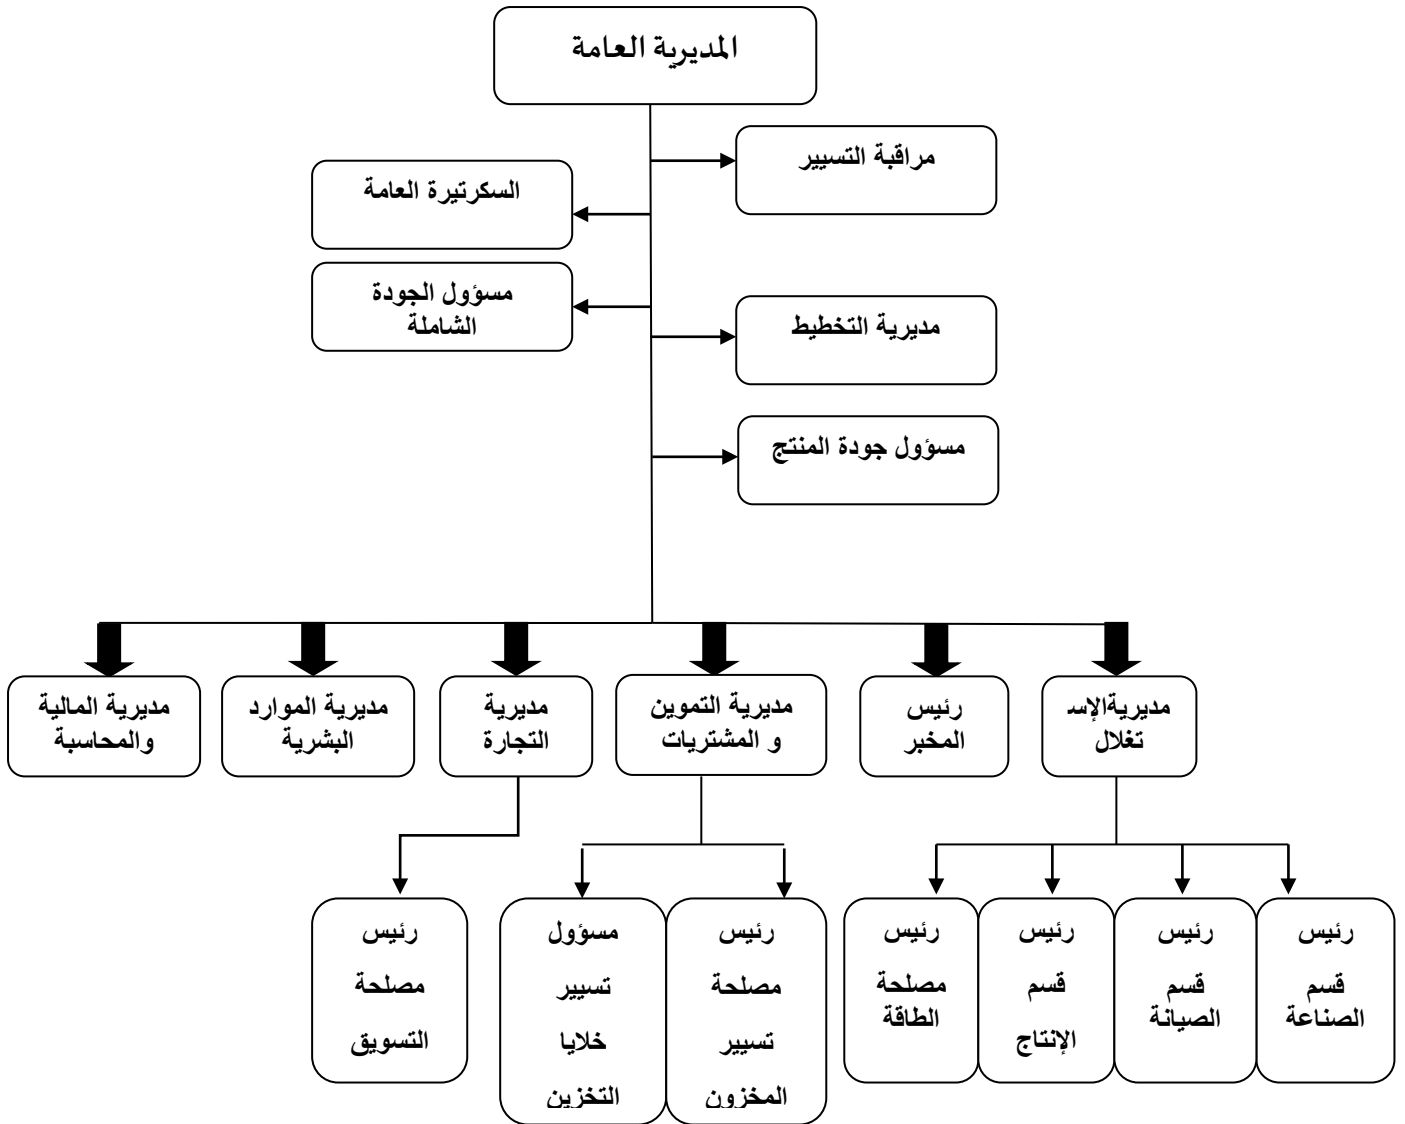 المديرية العامة
مراقبة التسيير
السكرتيرة العامة
مسؤول الجودة
الشاملة
مديرية التخطيط
مسؤول جودة المنتج
مديريةالإسـ
تغلال
رئيس
المخبر
مديرية التموين
و المشتريات
مديرية
التجارة
مديرية الموارد
البشرية
مديرية المالية
والمحاسبة
رئيس
قسم
الصناعة
رئيس
قسم
الصيانة
رئيس
قسم
الإنتاج
رئيس
مصلحة
الطاقة
رئيس
مصلحة
تسيير
المخزون
مسؤول
تسيير
خلايا
التخزين
رئيس
مصلحة
التسويق